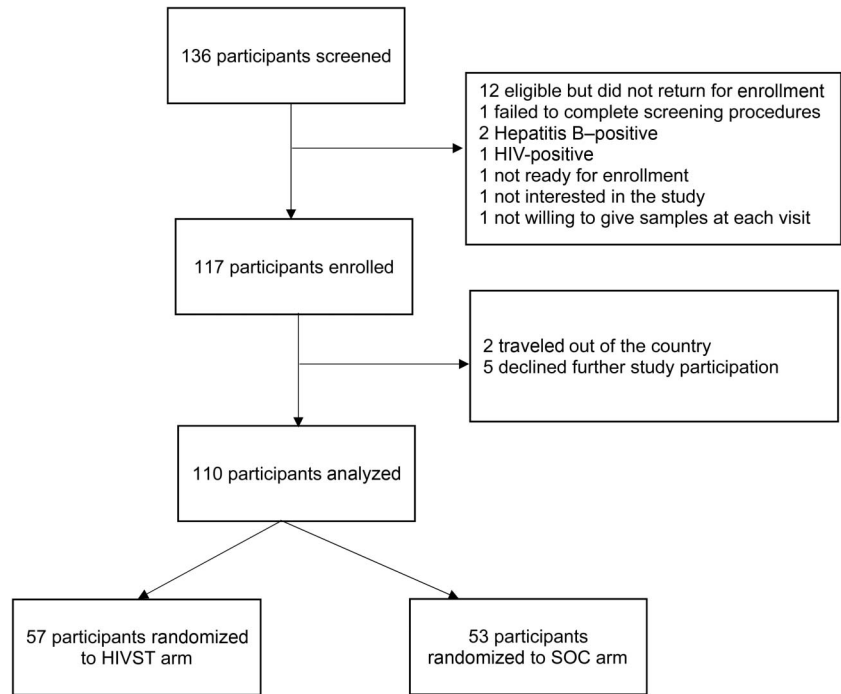 136 participants screened
12 eligible but did not return for enrollment
1 failed to complete screening procedures
2 Hepatitis B–positive
1 HIV-positive
1 not ready for enrollment
1 not interested in the study
1 not willing to give samples at each visit
117 participants enrolled
2 traveled out of the country
5 declined further study participation
110 participants analyzed
57 participants randomized
to HIVST arm
53 participants
randomized to SOC arm